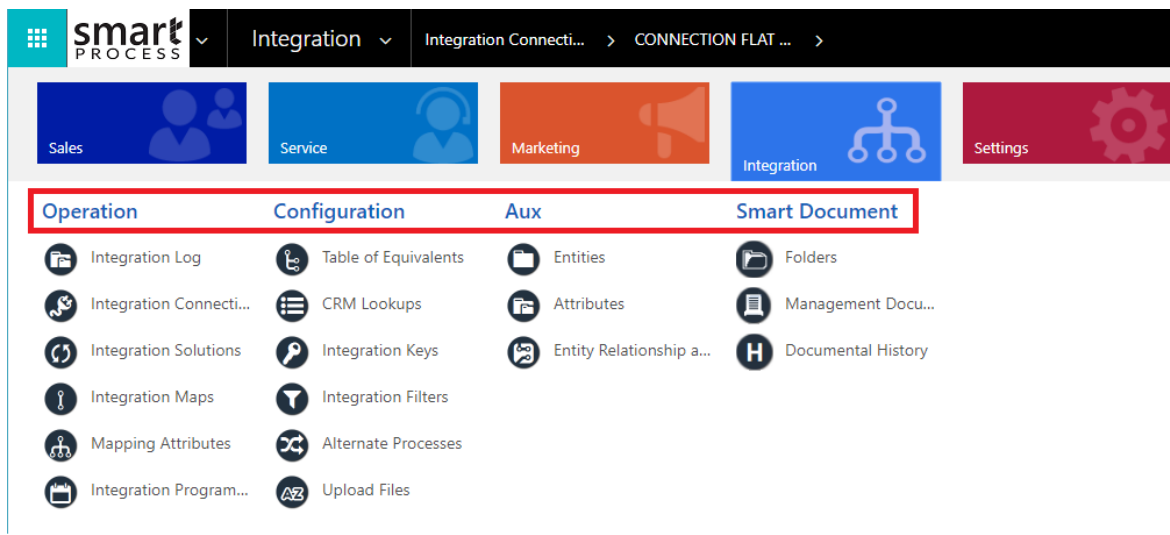 smart
PROCESS
Integration
Integration Connecti...
CONNECTION FLAT ...
Sales
Service
Marketing
Integration
Settings
Operation
Configuration
Aux
Smart Document
Integration Log
Table of Equivalents
Entities
Folders
Integration Connecti...
CRM Lookups
Attributes
Management Docu...
Integration Solutions
Integration Keys
Entity Relationship a...
H
Documental History
Integration Maps
Integration Filters
Mapping Attributes
Alternate Processes
Integration Program...
AZ
Upload Files